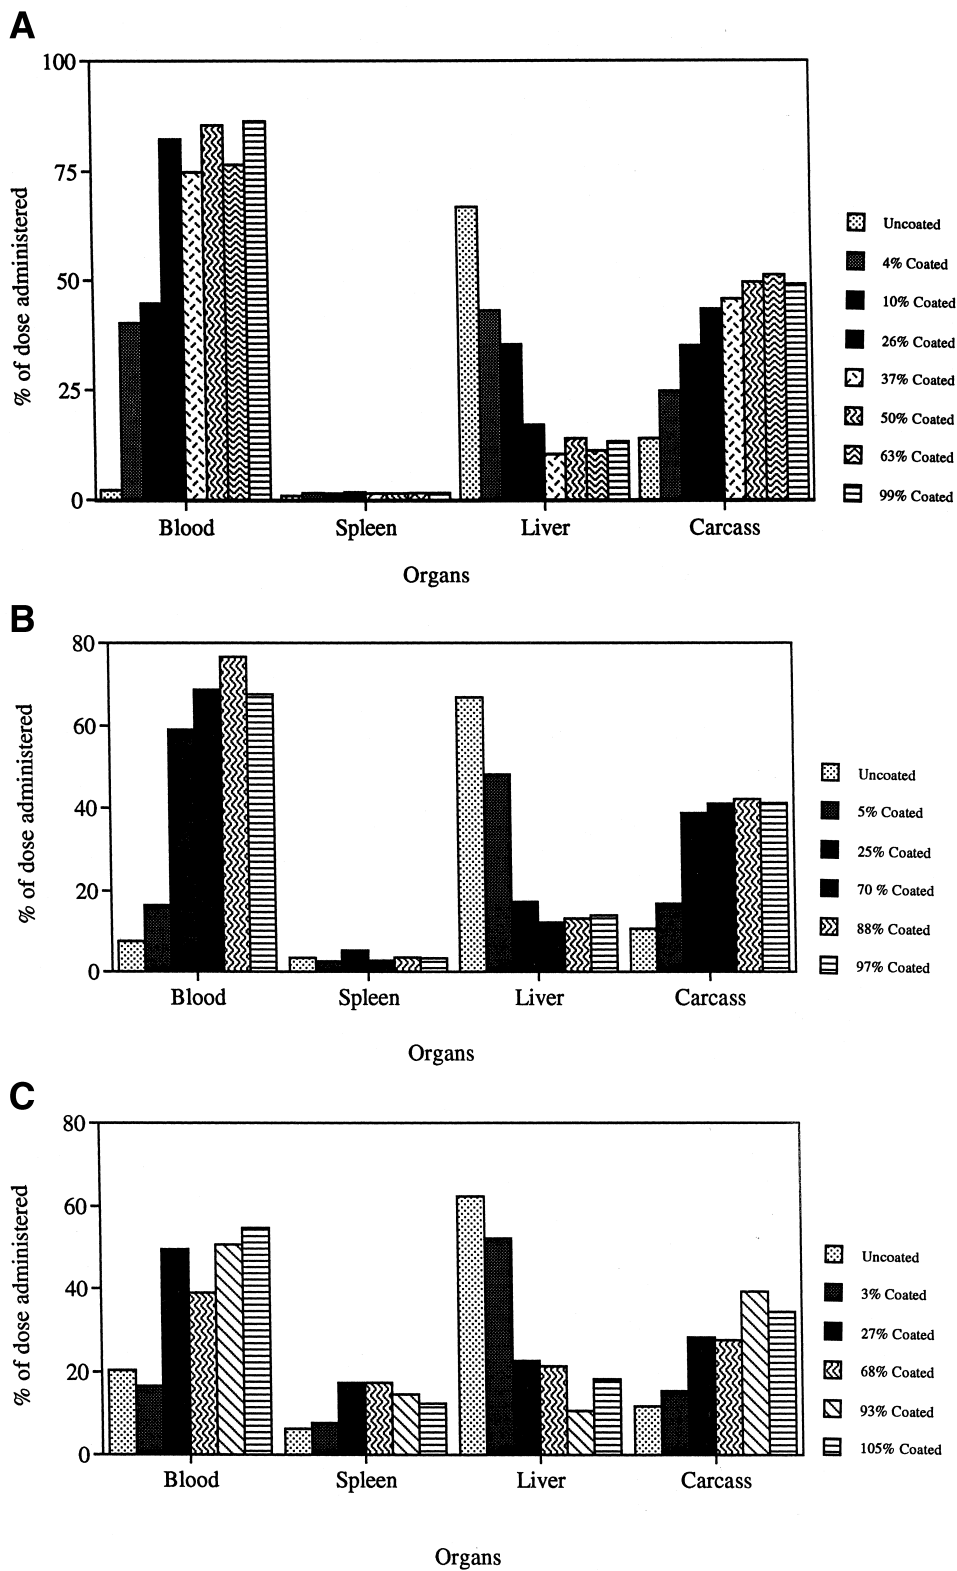 A
100
75
50
25
0
% of dose administered
Blood Spleen Liver Carcass
Organs
Uncoated
4% Coated
10% Coated
26% Coated
37% Coated
50% Coated
63% Coated
99% Coated
B
80
60
40
20
0
% of dose administered
Blood Spleen Liver Carcass
Organs
Uncoated
5% Coated
25% Coated
70 % Coated
88% Coated
97% Coated
C
80
60
40
20
0
% of dose administered
Blood Spleen Liver Carcass
Organs
Uncoated
3% Coated
27% Coated
68% Coated
93% Coated
105% Coated